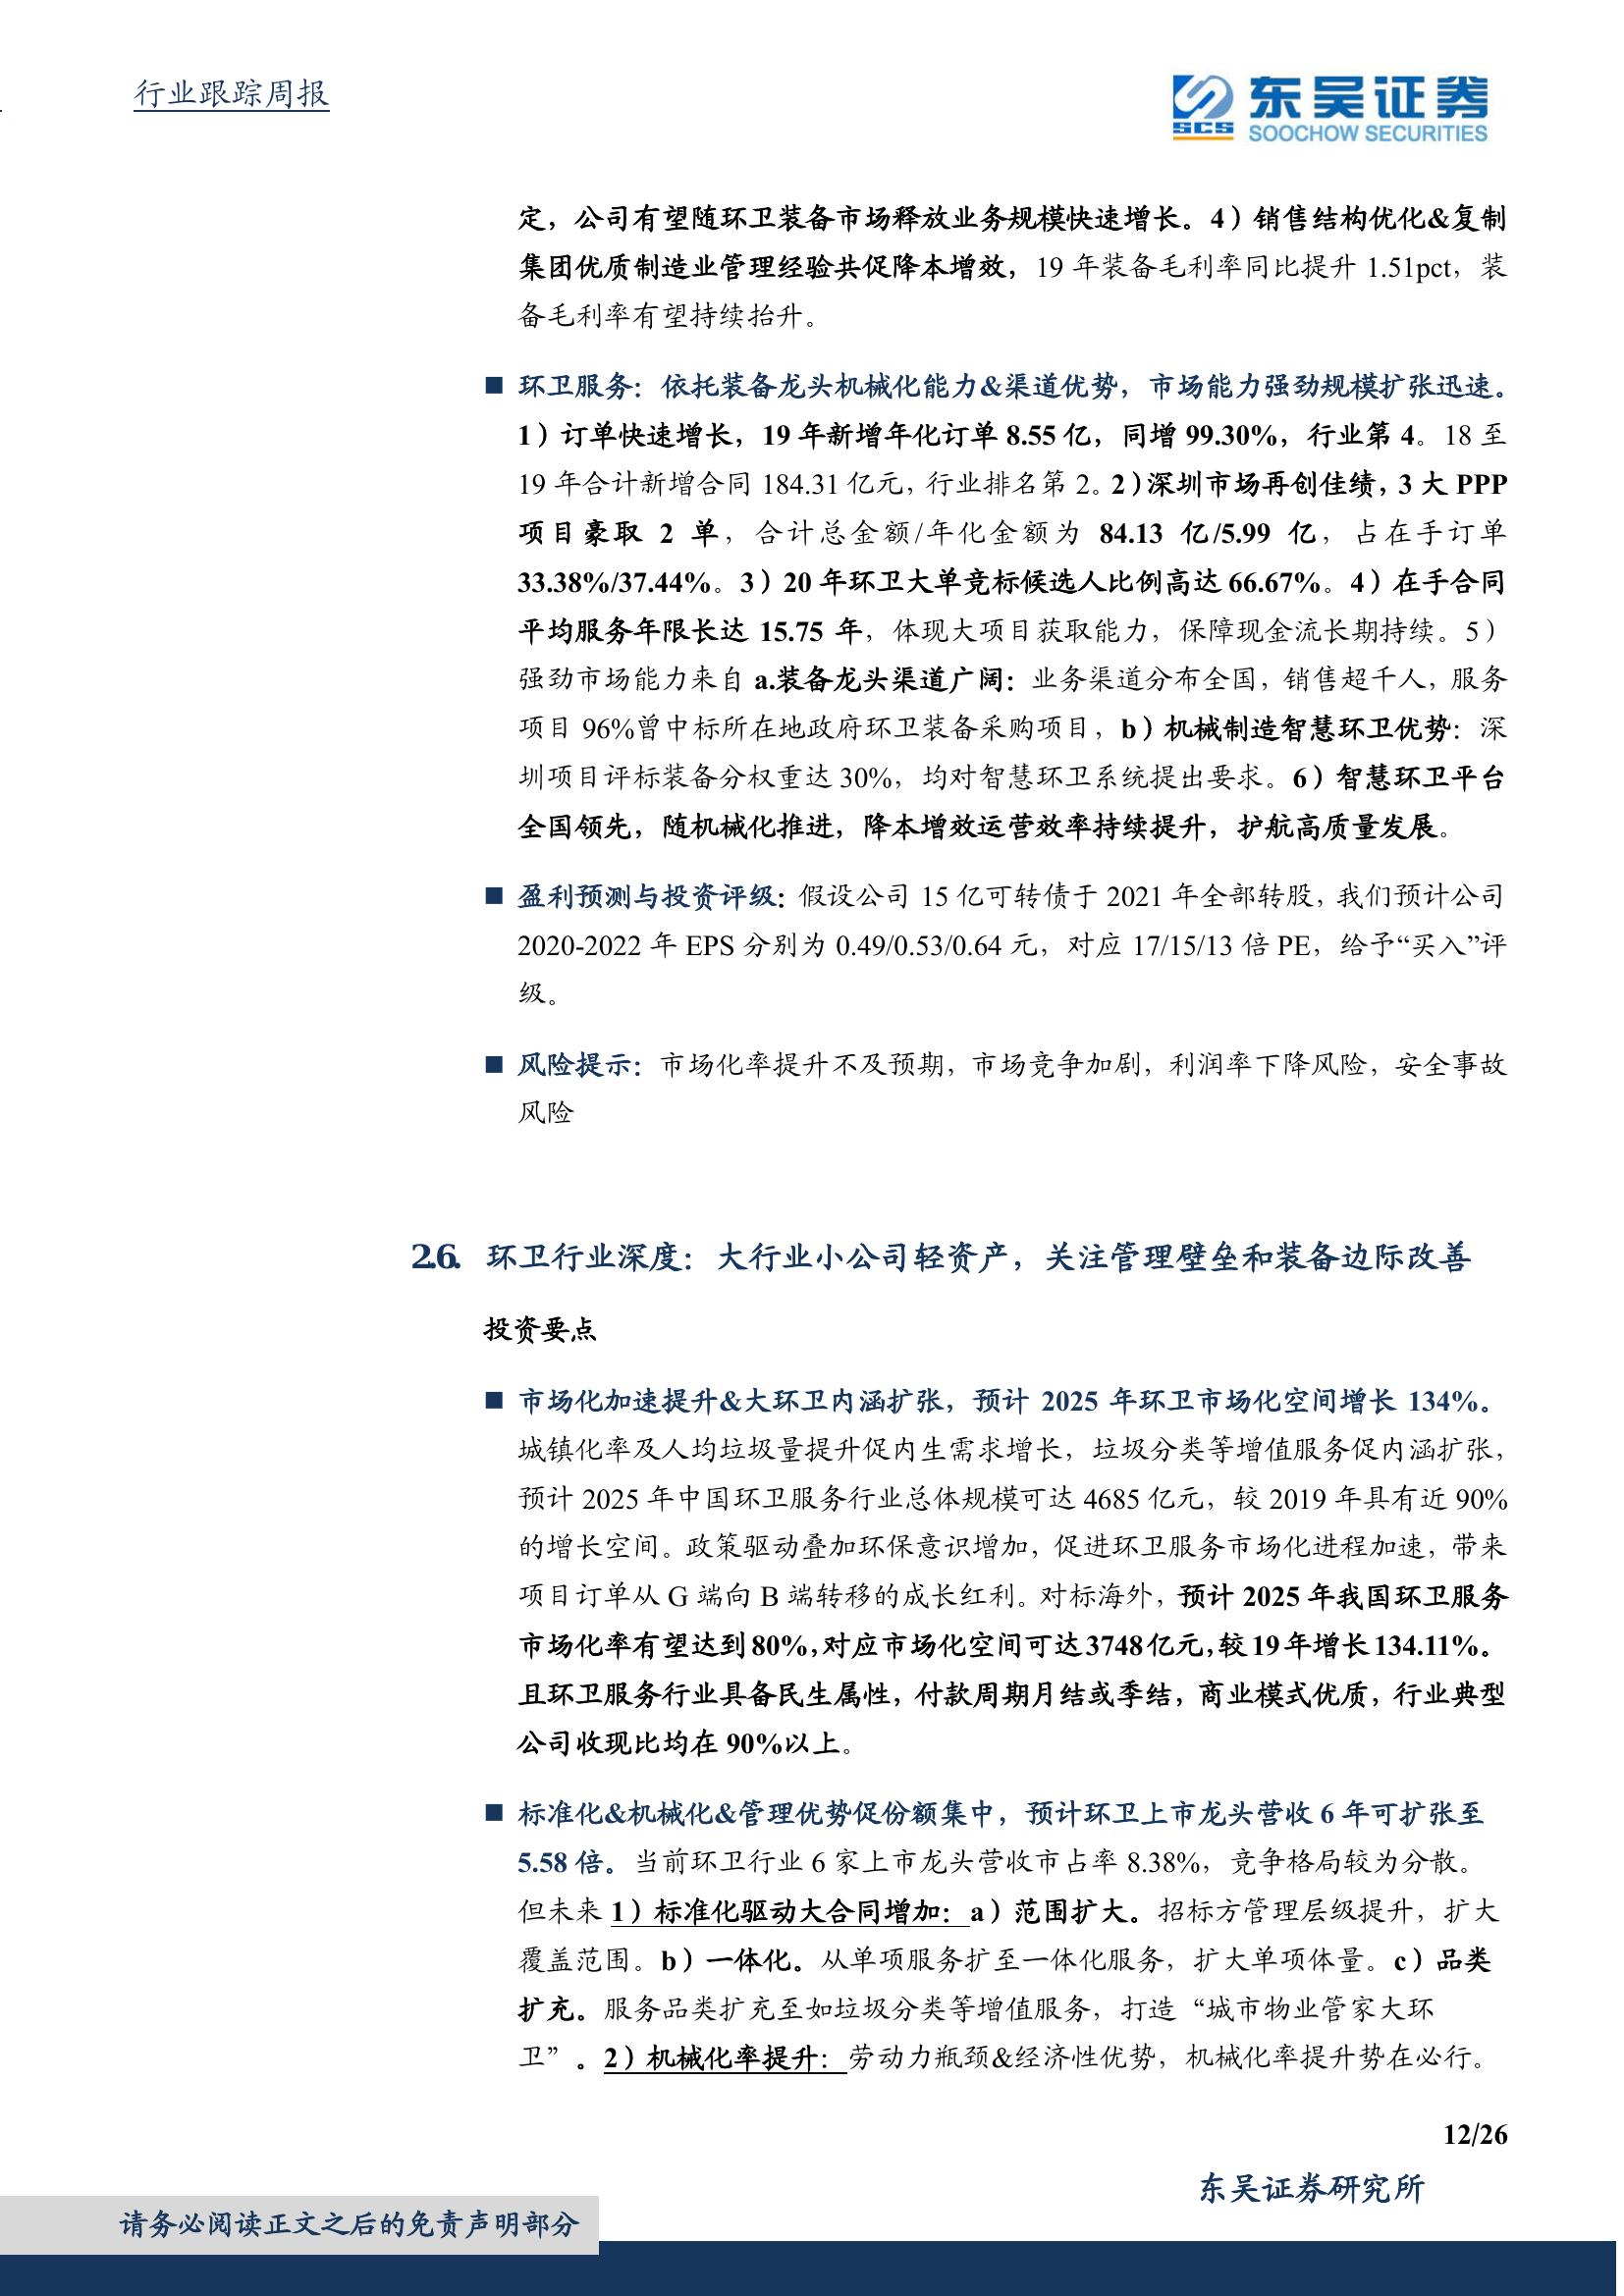 行业跟踪周报
东吴证券
SCS
SOOCHOW SECURITIES
定，公司有望随环卫装备市场释放业务规模快速增长。4）销售结构优化&复制
集团优质制造业管理经验共促降本增效，19 年装备毛利率同比提升 1.51pct，装
备毛利率有望持续抬升。
■ 环卫服务：依托装备龙头机械化能力&渠道优势，市场能力强劲规模扩张迅速。
1）订单快速增长，19 年新增年化订单 8.55 亿，同增 99.30%，行业第 4。18 至
19 年合计新增合同 184.31 亿元，行业排名第 2。2）深圳市场再创佳绩，3 大 PPP
项目豪取 2 单，合计总金额/年化金额为 84.13 亿/5.99 亿，占在手订单
33.38%/37.44%。3）20 年环卫大单竞标候选人比例高达 66.67%。4）在手合同
平均服务年限长达 15.75 年，体现大项目获取能力，保障现金流长期持续。5）
强劲市场能力来自 a.装备龙头渠道广阔：业务渠道分布全国，销售超千人，服务
项目 96%曾中标所在地政府环卫装备采购项目，b）机械制造智慧环卫优势：深
圳项目评标装备分权重达 30%，均对智慧环卫系统提出要求。6）智慧环卫平台
全国领先，随机械化推进，降本增效运营效率持续提升，护航高质量发展。
■ 盈利预测与投资评级：假设公司 15 亿可转债于 2021 年全部转股，我们预计公司
2020-2022 年 EPS 分别为 0.49/0.53/0.64 元，对应 17/15/13 倍 PE，给予“买入”评
级。
■ 风险提示：市场化率提升不及预期，市场竞争加剧，利润率下降风险，安全事故
风险
2.6. 环卫行业深度：大行业小公司轻资产，关注管理壁垒和装备边际改善
投资要点
■ 市场化加速提升&大环卫内涵扩张，预计 2025 年环卫市场化空间增长 134%。
城镇化率及人均垃圾量提升促内生需求增长，垃圾分类等增值服务促内涵扩张，
预计 2025 年中国环卫服务行业总体规模可达 4685 亿元，较 2019 年具有近 90%
的增长空间。政策驱动叠加环保意识增加，促进环卫服务市场化进程加速，带来
项目订单从 G 端向 B 端转移的成长红利。对标海外，预计 2025 年我国环卫服务
市场化率有望达到 80%，对应市场化空间可达 3748 亿元，较 19 年增长 134.11%。
且环卫服务行业具备民生属性，付款周期月结或季结，商业模式优质，行业典型
公司收现比均在 90%以上。
■ 标准化&机械化&管理优势促份额集中，预计环卫上市龙头营收 6 年可扩张至
5.58 倍。当前环卫行业 6 家上市龙头营收市占率 8.38%，竞争格局较为分散。
但未来 1）标准化驱动大合同增加：a）范围扩大。招标方管理层级提升，扩大
覆盖范围。b）一体化。从单项服务扩至一体化服务，扩大单项体量。c）品类
扩充。服务品类扩充至如垃圾分类等增值服务，打造“城市物业管家大环
卫”。2）机械化率提升：劳动力瓶颈&经济性优势，机械化率提升势在必行。
12/26
东吴证券研究所
请务必阅读正文之后的免责声明部分